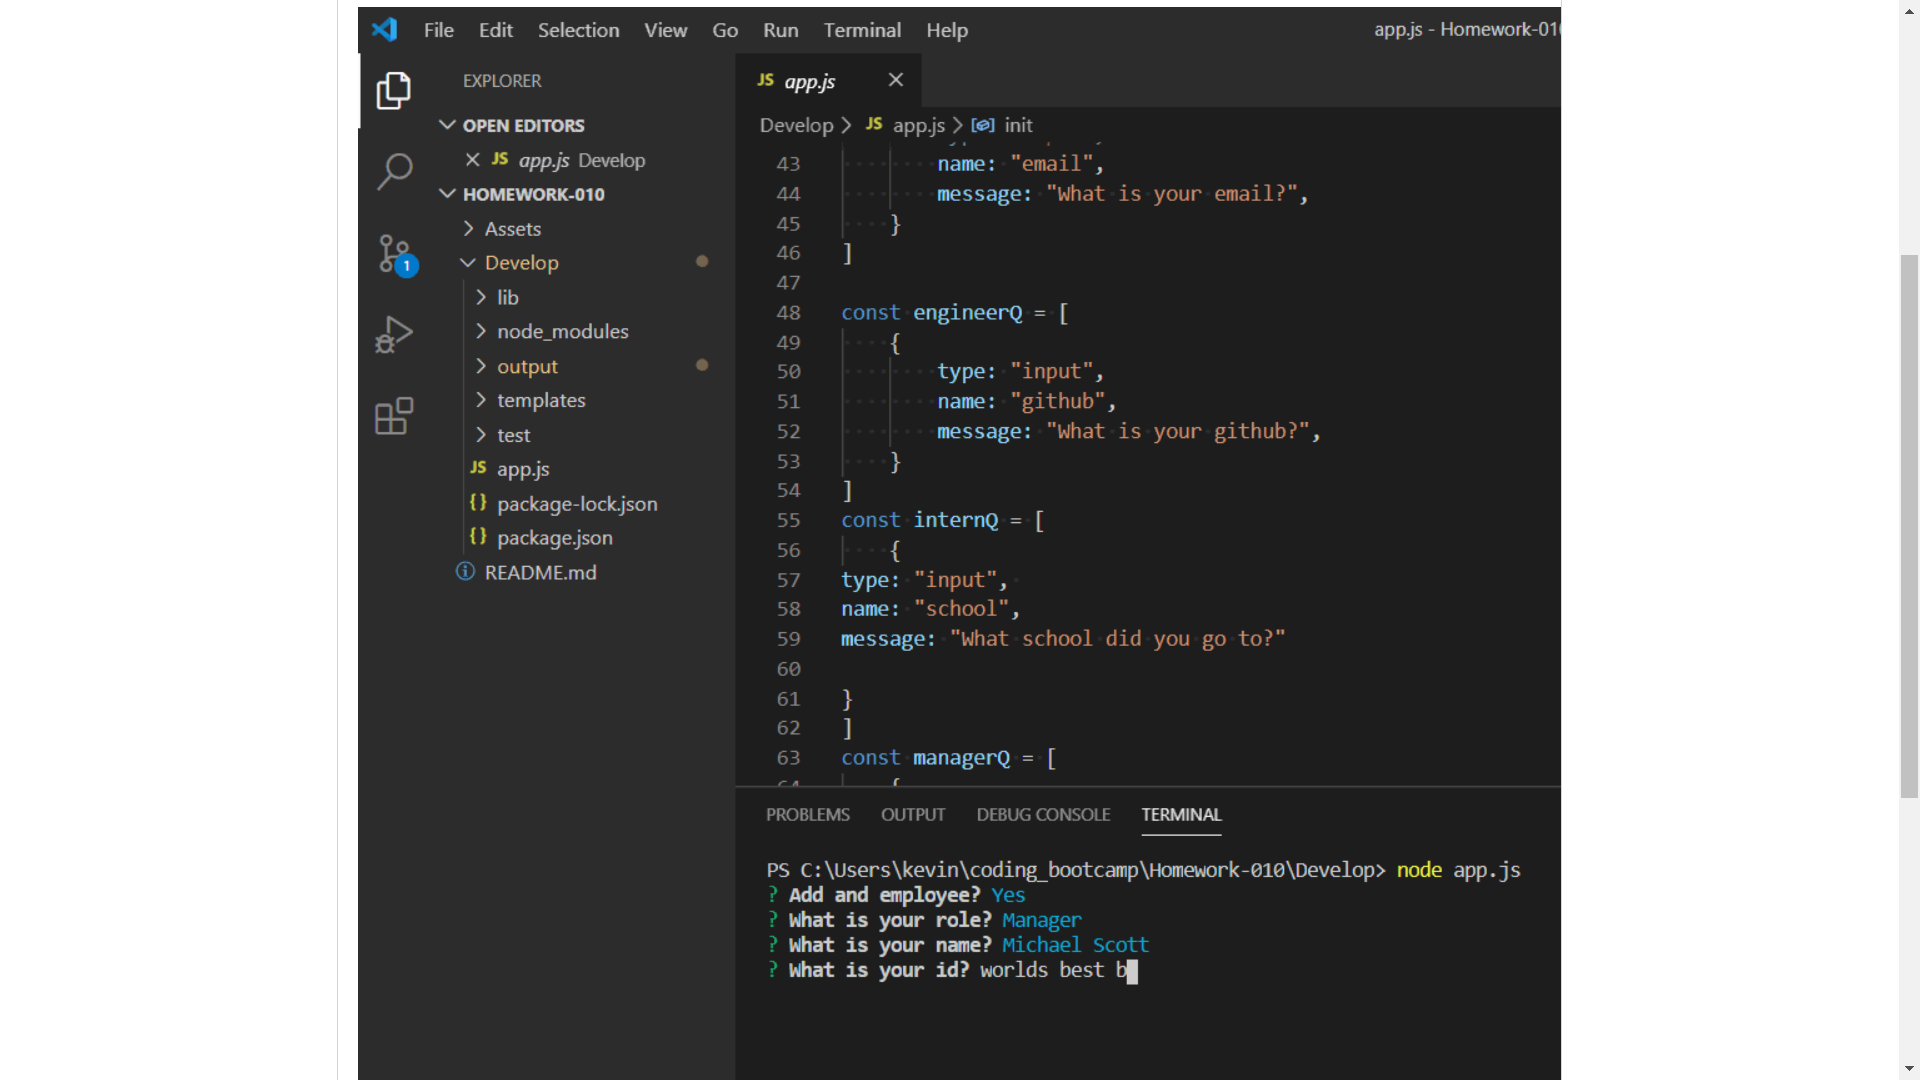 File Edit Selection View Go Run Terminal Help
app.js - Homework-010
EXPLORER
OPEN EDITORS
JS app.js Develop
HOMEWORK-010
Assets
Develop
lib
node_modules
output
templates
test
JS app.js
{} package-lock.json
{} package.json
README.md
1
JS app.js
Develop > JS app.js > init
43 name: "email",
44 message: "What is your email?",
45 }
46 ]
47
48 const engineerQ = [
49 {
50 type: "input",
51 name: "github",
52 message: "What is your github?",
53 }
54 ]
55 const internQ = [
56 {
57 type: "input",
58 name: "school",
59 message: "What school did you go to?"
60
61 }
62 ]
63 const managerQ = [
PROBLEMS OUTPUT DEBUG CONSOLE TERMINAL
PS C:\Users\kevin\coding_bootcamp\Homework-010\Develop> node app.js
? Add and employee? Yes
? What is your role? Manager
? What is your name? Michael Scott
? What is your id? worlds best b